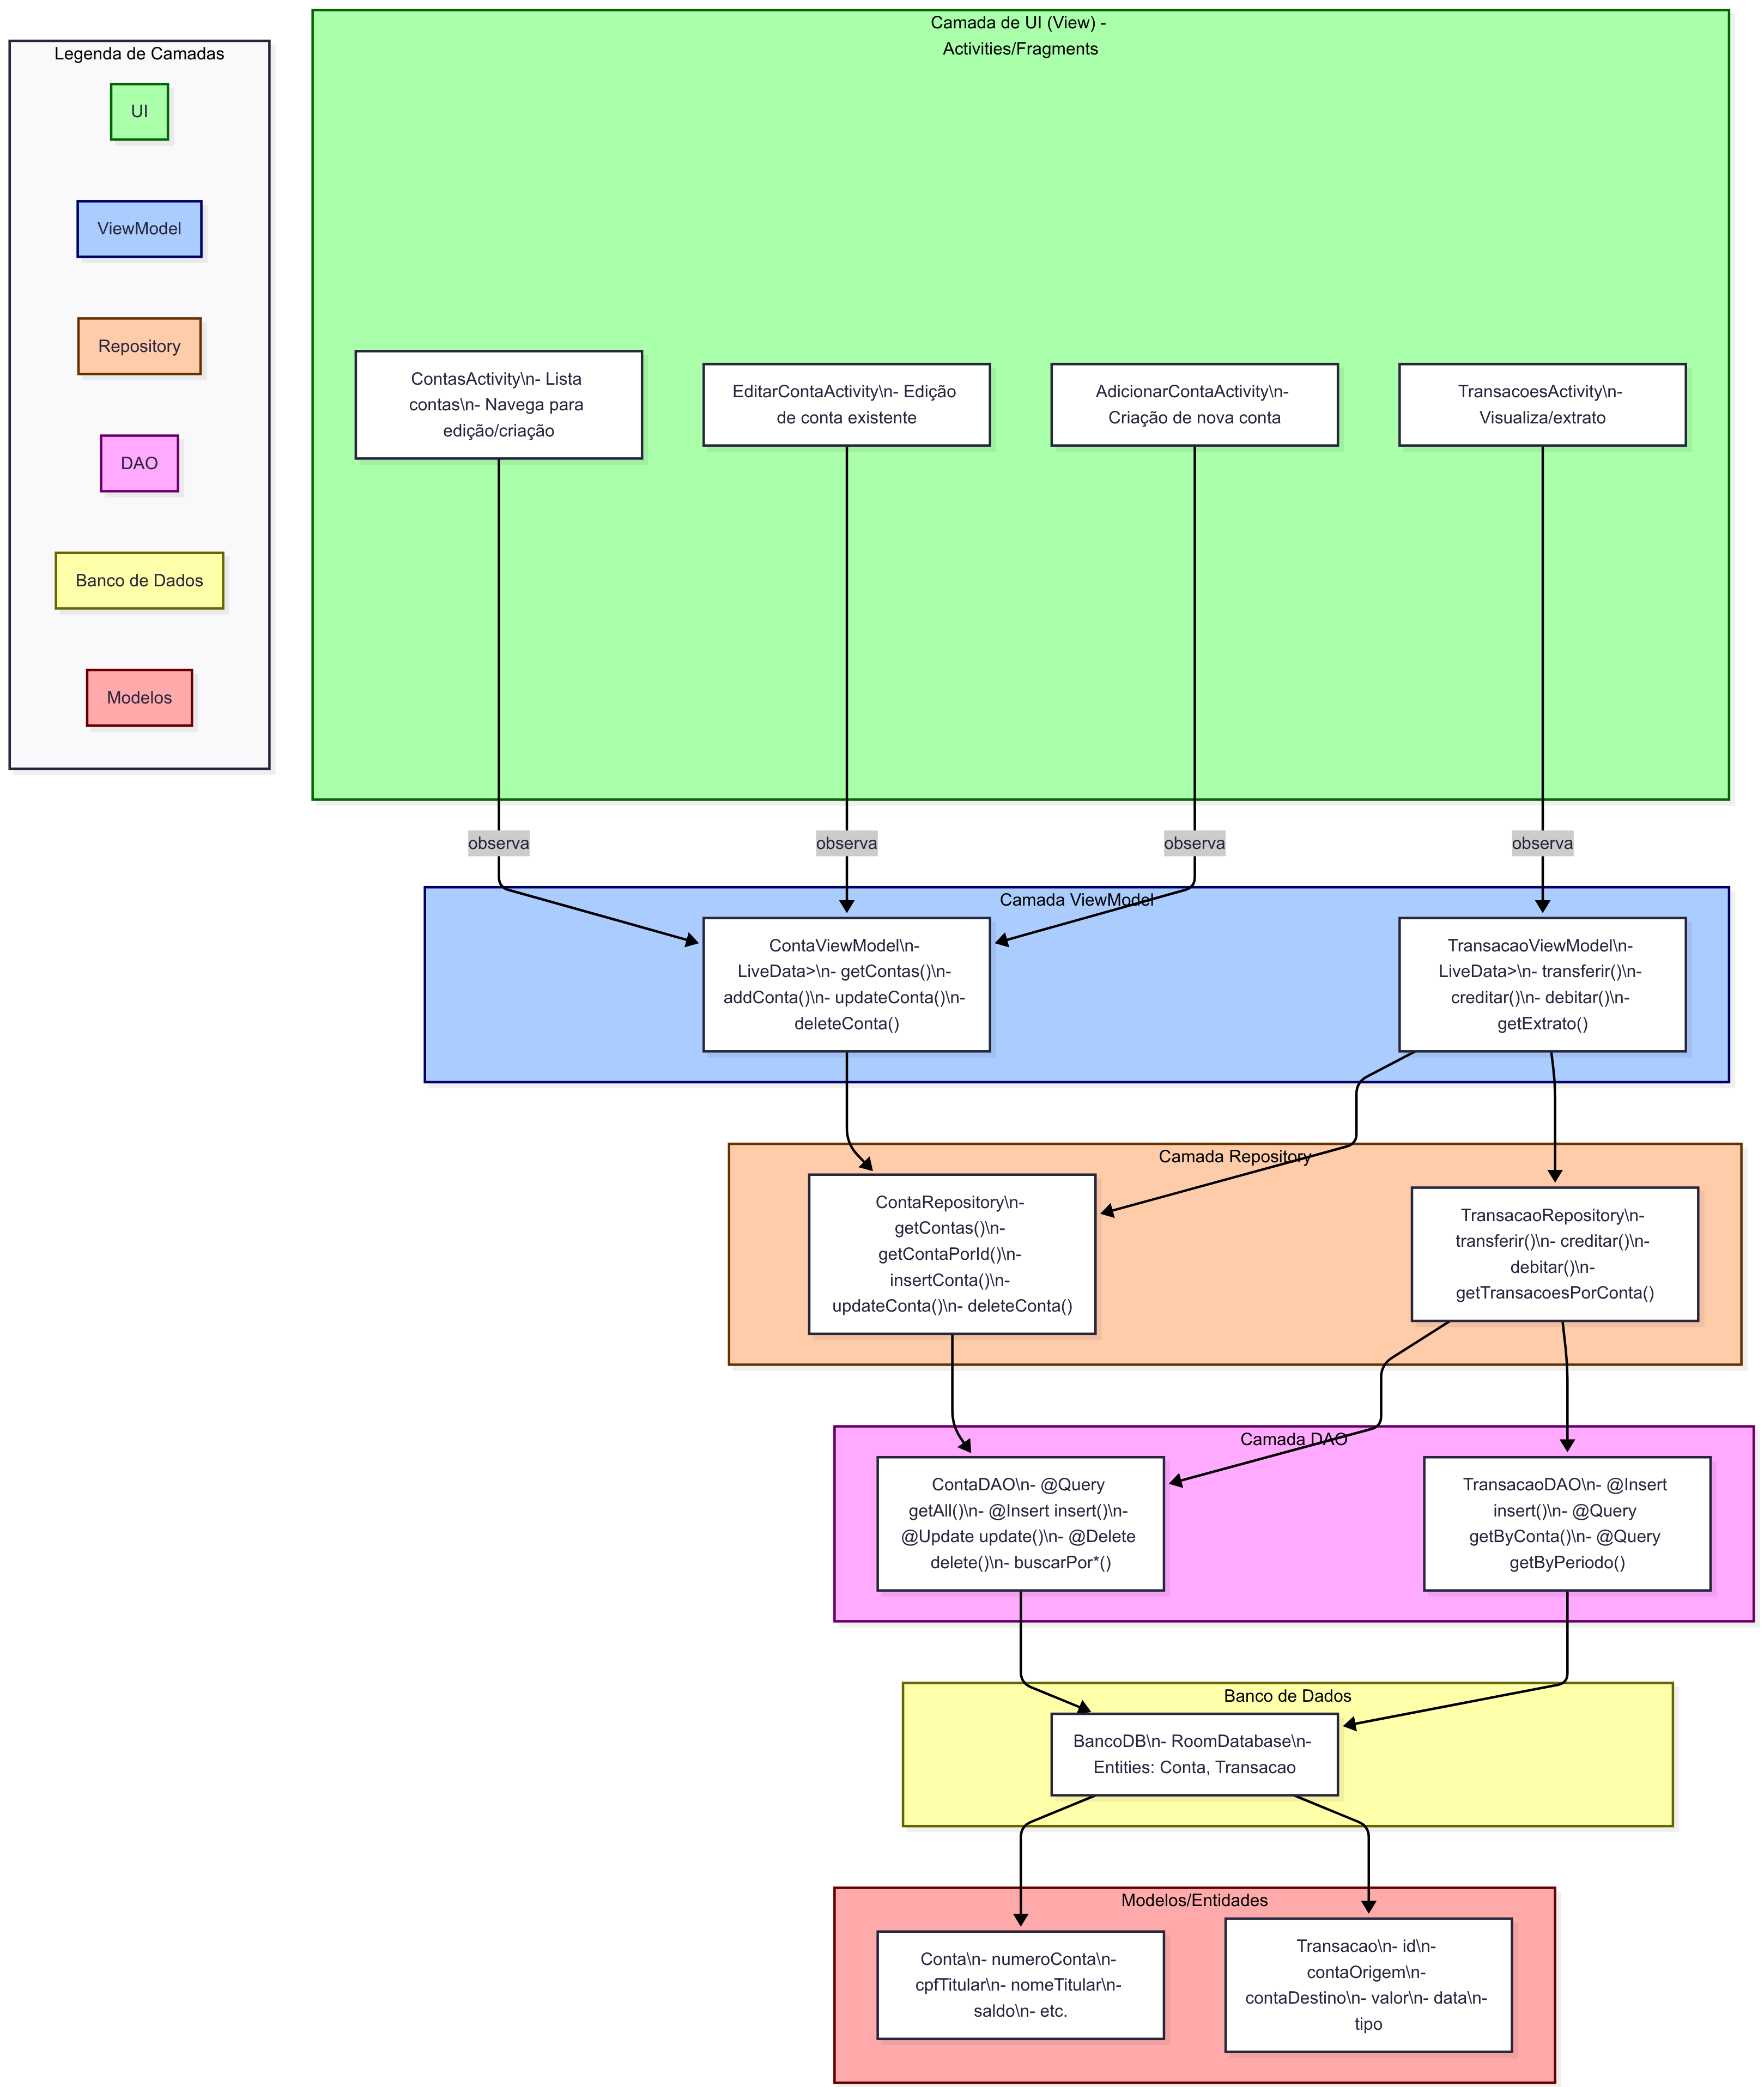 Legenda de Camadas
UI
ViewModel
Repository
DAO
Banco de Dados
Modelos
Camada de UI (View) -
Activities/Fragments
ContasActivity\n- Lista
contas\n- Navega para
edição/criação
EditarContaActivity\n- Edição
de conta existente
AdicionarContaActivity\n-
Criação de nova conta
TransacoesActivity\n-
Visualiza/extrato
observa
observa
observa
observa
Camada ViewModel
ContaViewModel\n-
LiveData>\n- getContas()\n-
addConta()\n- updateConta()\n-
deleteConta()
TransacaoViewModel\n-
LiveData>\n- transferir()\n-
creditar()\n- debitar()\n-
getExtrato()
Camada Repository
ContaRepository\n-
getContas()\n-
getContaPorId()\n-
insertConta()\n-
updateConta()\n- deleteConta()
TransacaoRepository\n-
transferir()\n- creditar()\n-
debitar()\n-
getTransacoesPorConta()
Camada DAO
ContaDAO\n- @Query
getAll()\n- @Insert insert()\n-
@Update update()\n- @Delete
delete()\n- buscarPor*()
TransacaoDAO\n- @Insert
insert()\n- @Query
getByConta()\n- @Query
getByPeriodo()
Banco de Dados
BancoDB\n- RoomDatabase\n-
Entities: Conta, Transacao
Modelos/Entidades
Conta\n- numeroConta\n-
cpfTitular\n- nomeTitular\n-
saldo\n- etc.
Transacao\n- id\n-
contaOrigem\n-
contaDestino\n- valor\n- data\n-
tipo